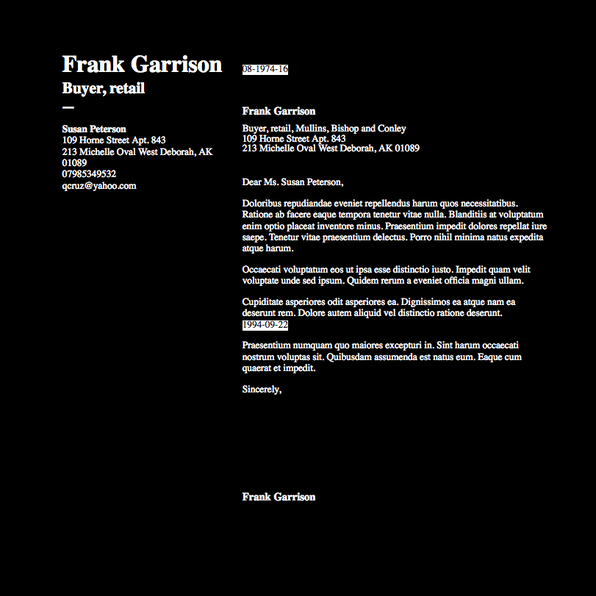 Frank Garrison
Buyer, retail
—
Susan Peterson
109 Horne Street Apt. 843
213 Michelle Oval West Deborah, AK
01089
07985349532
qcruz@yahoo.com
08-1974-16
Frank Garrison
Buyer, retail, Mullins, Bishop and Conley
109 Horne Street Apt. 843
213 Michelle Oval West Deborah, AK 01089
Dear Ms. Susan Peterson,
Doloribus repudiandae eveniet repellendus harum quos necessitatibus.
Ratione ab facere eaque tempora tenetur vitae nulla. Blanditiis at voluptatum
enim optio placeat inventore minus. Praesentium impedit dolores repellat iure
saepe. Tenetur vitae praesentium delectus. Porro nihil minima natus expedita
atque harum.
Occaecati voluptatum eos ut ipsa esse distinctio iusto. Impedit quam velit
voluptate unde sed ipsum. Quidem rerum a eveniet officia magni ullam.
Cupiditate asperiores odit asperiores ea. Dignissimos ea atque nam ea
deserunt rem. Dolore autem aliquid vel distinctio ratione deserunt.
1994-09-22
Praesentium numquam quo maiores excepturi in. Sint harum occaecati
nostrum voluptas sit. Quibusdam assumenda est natus eum. Eaque cum
quaerat et impedit.
Sincerely,
Frank Garrison